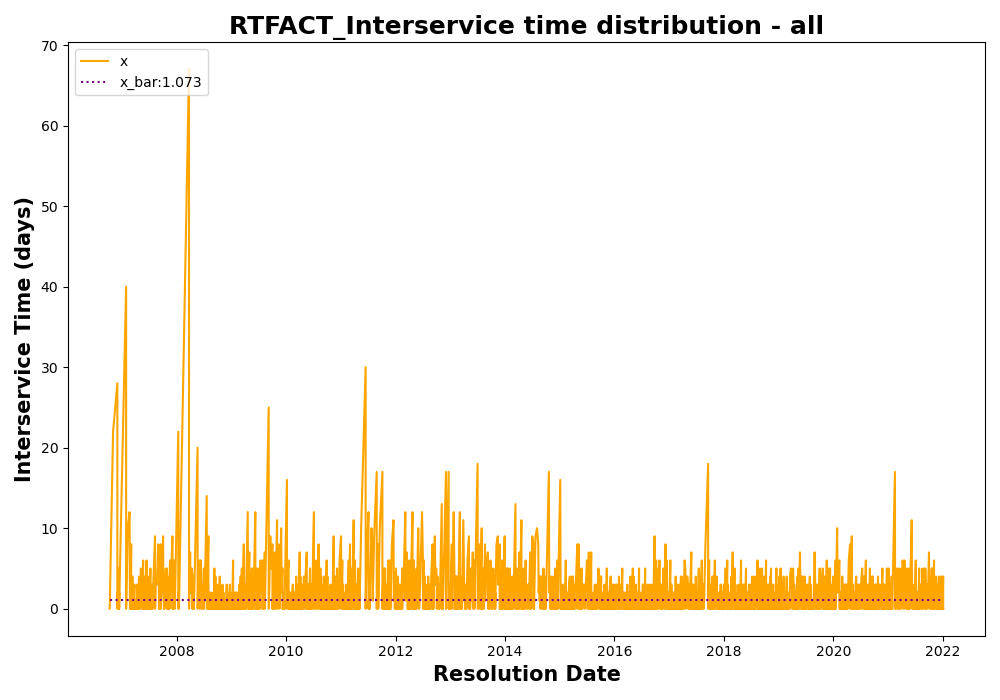 RTFACT_Interservice time distribution - all
x
x_bar:1.073
Interservice Time (days)
70
60
50
40
30
20
10
0
2008 2010 2012 2014 2016 2018 2020 2022
Resolution Date